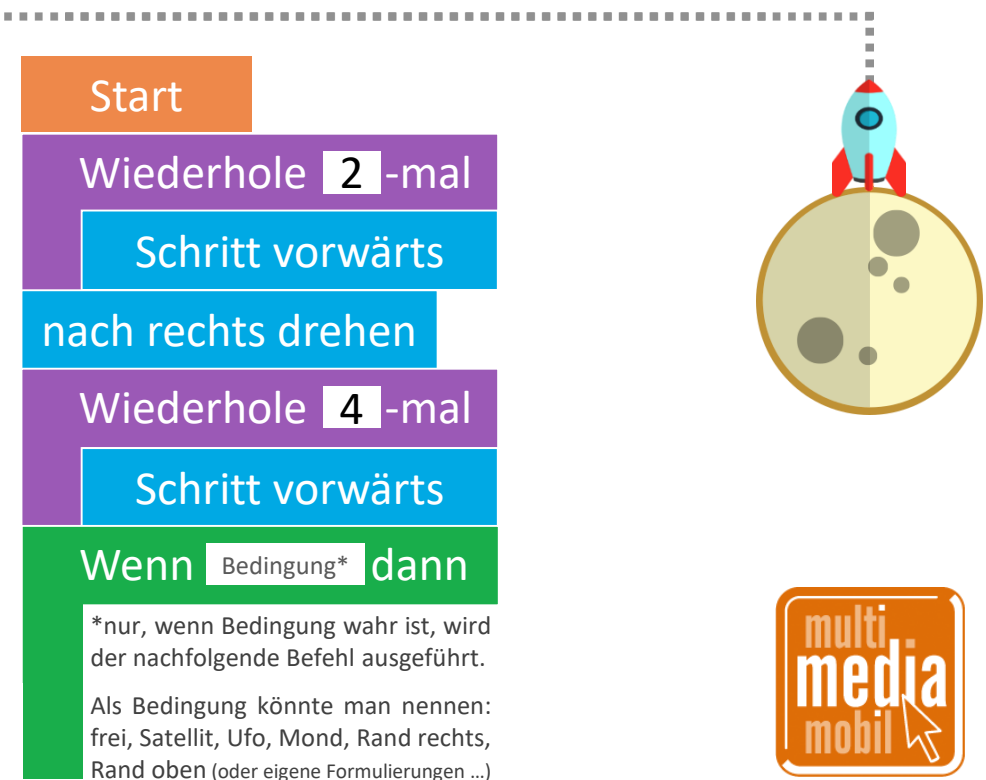 Start
Wiederhole 2 -mal
Schritt vorwärts
nach rechts drehen
Wiederhole 4 -mal
Schritt vorwärts
Wenn Bedingung* dann
*nur, wenn Bedingung wahr ist, wird
der nachfolgende Befehl ausgeführt.
Als Bedingung könnte man nennen:
frei, Satellit, Ufo, Mond, Rand rechts,
Rand oben (oder eigene Formulierungen ...)
multi
media
mobil